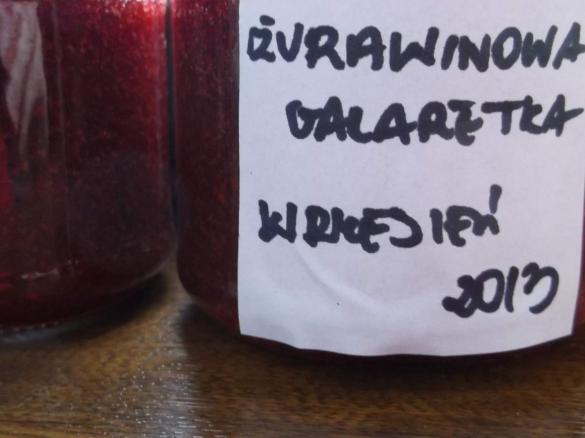 ŻURAWINOWA
GALARETKA
WRZESIEŃ
2013